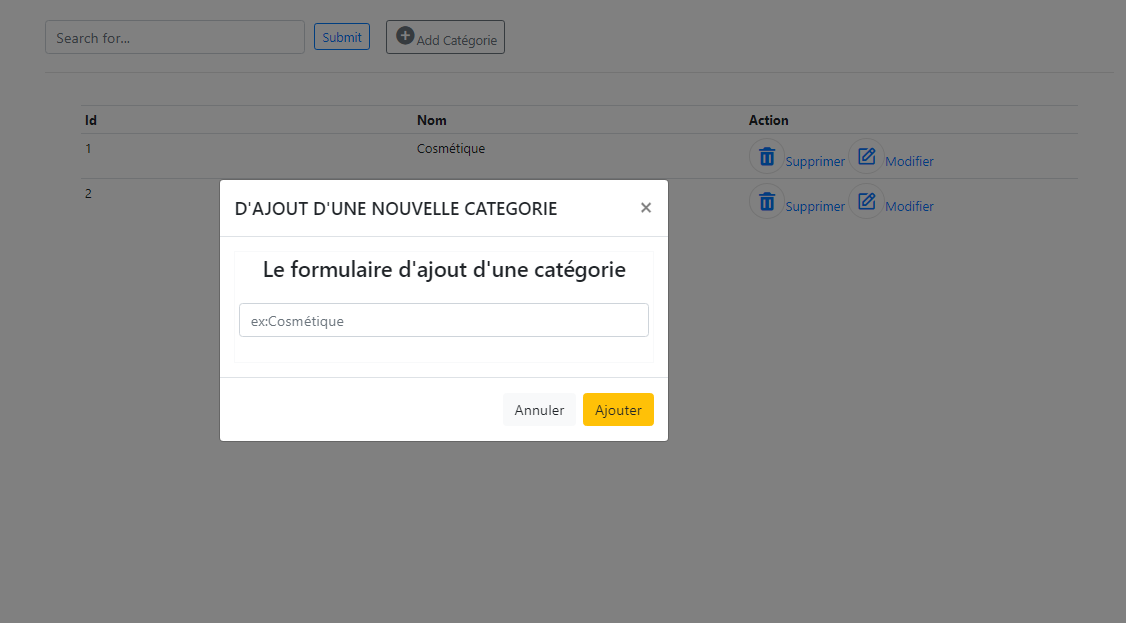 Search for...
Submit
Add Catégorie
Id Nom Action
1 Cosmétique Supprimer Modifier
2 Supprimer Modifier
D'AJOUT D'UNE NOUVELLE CATEGORIE ×
Le formulaire d'ajout d'une catégorie
ex:Cosmétique
Annuler Ajouter